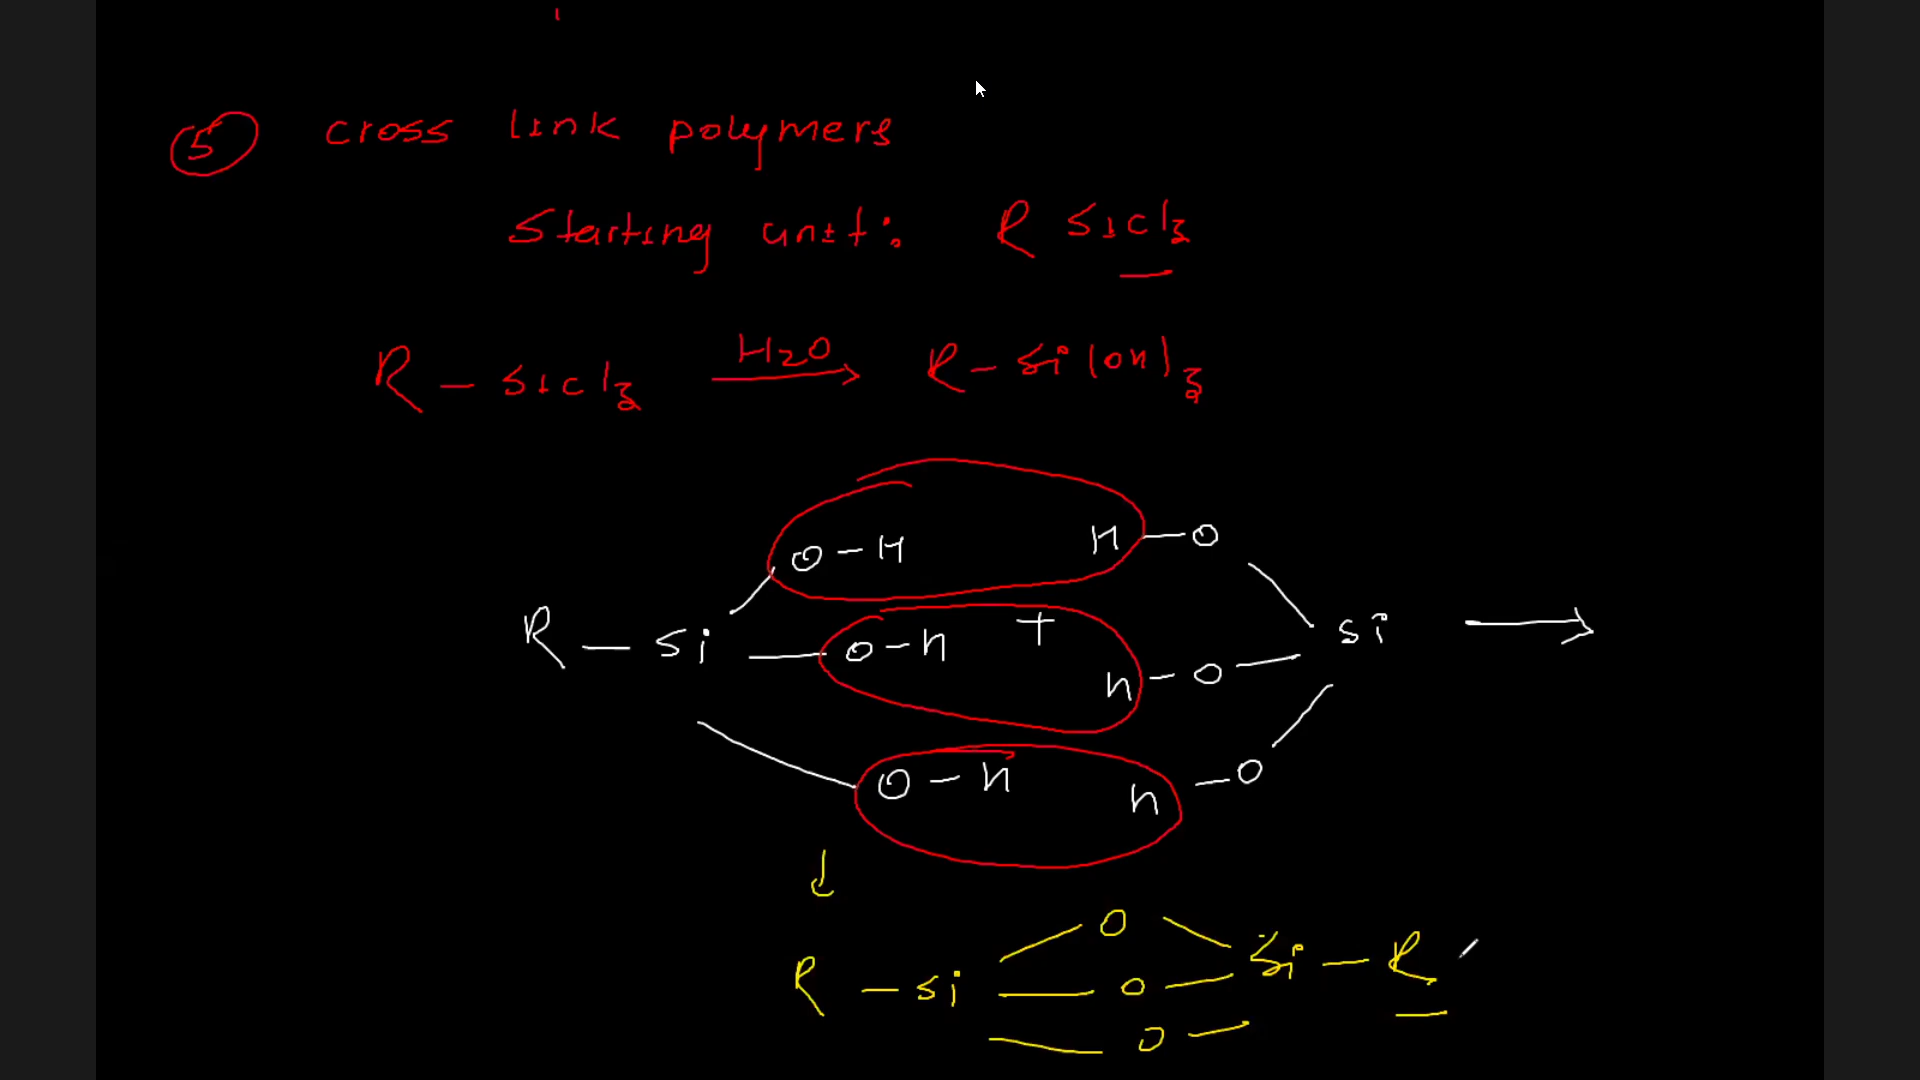 5 cross link polymers
Starting unit: R SiCl3
R - SiCl3 H2O → R - Si(OH)3
O - H H - O
R - Si - O - H + H - O - Si →
O - H H - O
O
R - Si - O - Si - R
O